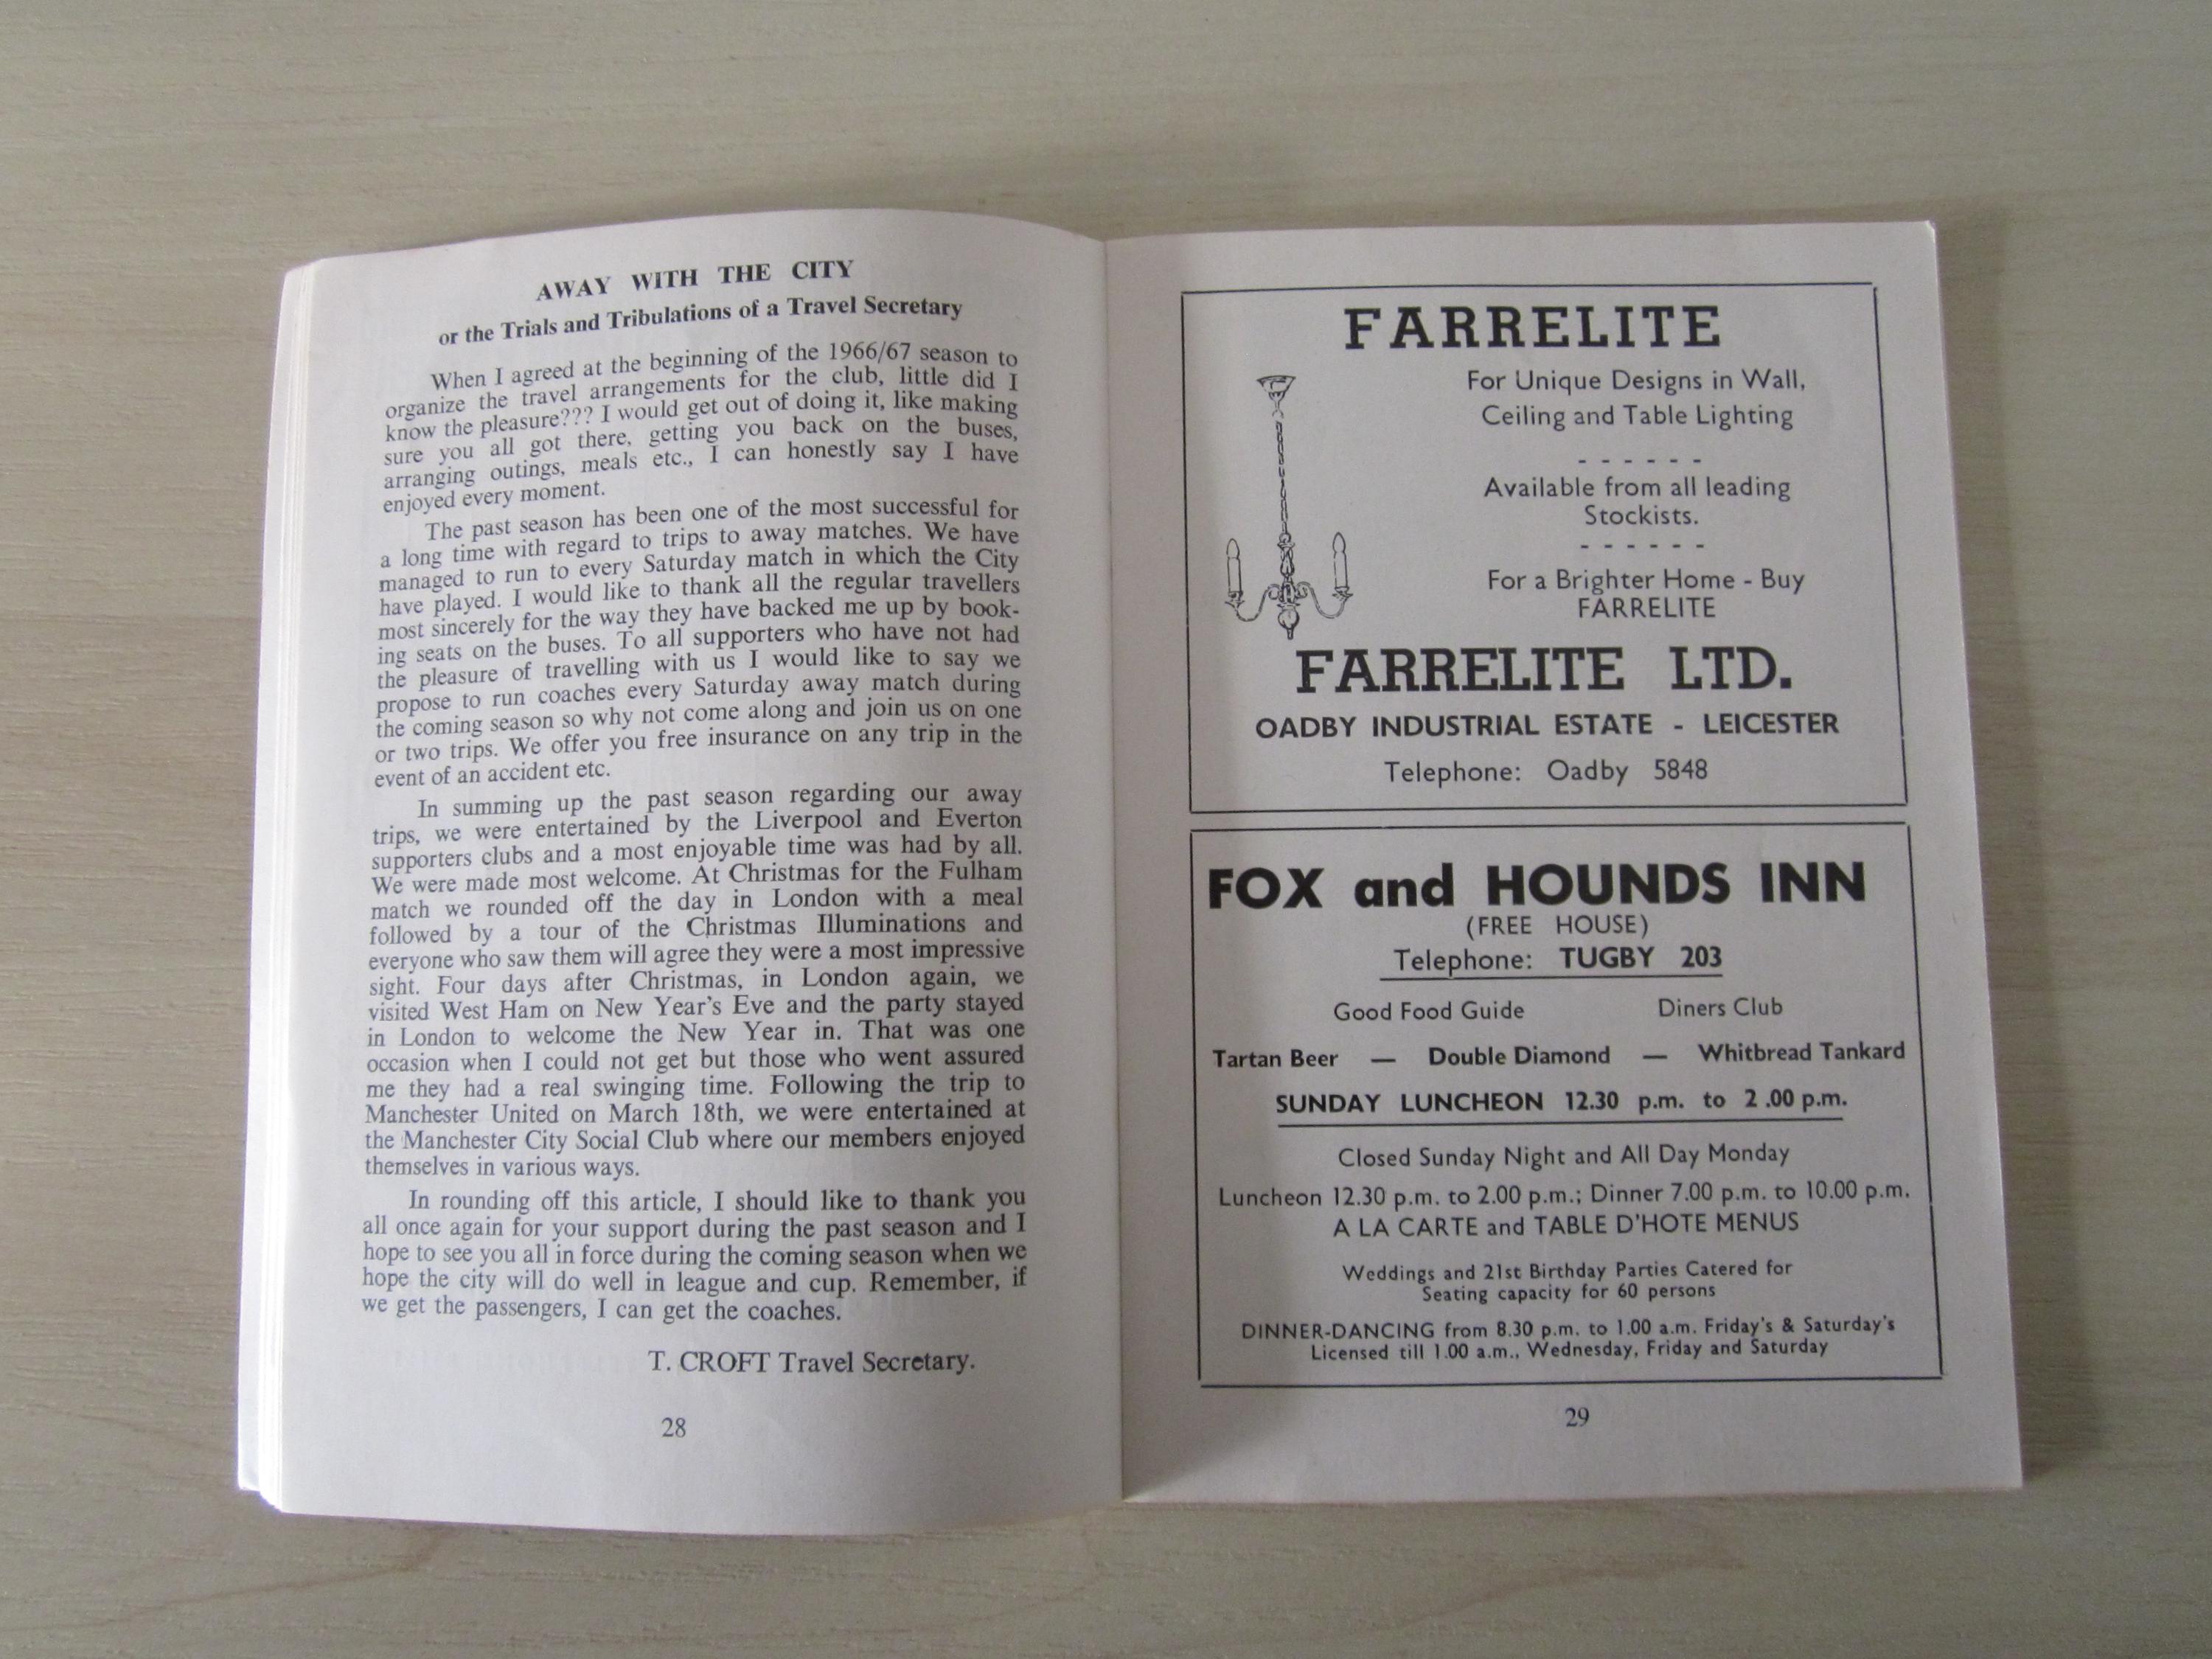 AWAY WITH THE CITY
or the Trials and Tribulations of a Travel Secretary
When I agreed at the beginning of the 1966/67 season to
organize the travel arrangements for the club, little did I
know the pleasure??? I would get out of doing it, like making
sure you all got there, getting you back on the buses,
arranging outings, meals etc., I can honestly say I have
enjoyed every moment.
The past season has been one of the most successful for
a long time with regard to trips to away matches. We have
managed to run to every Saturday match in which the City
have played. I would like to thank all the regular travellers
most sincerely for the way they have backed me up by book-
ing seats on the buses. To all supporters who have not had
the pleasure of travelling with us I would like to say we
propose to run coaches every Saturday away match during
the coming season so why not come along and join us on one
or two trips. We offer you free insurance on any trip in the
event of an accident etc.
In summing up the past season regarding our away
trips, we were entertained by the Liverpool and Everton
supporters clubs and a most enjoyable time was had by all.
We were made most welcome. At Christmas for the Fulham
match we rounded off the day in London with a meal
followed by a tour of the Christmas Illuminations and
everyone who saw them will agree they were a most impressive
sight. Four days after Christmas, in London again, we
visited West Ham on New Year's Eve and the party stayed
in London to welcome the New Year in. That was one
occasion when I could not get but those who went assured
me they had a real swinging time. Following the trip to
Manchester United on March 18th, we were entertained at
the Manchester City Social Club where our members enjoyed
themselves in various ways.
In rounding off this article, I should like to thank you
all once again for your support during the past season and I
hope to see you all in force during the coming season when we
hope the city will do well in league and cup. Remember, if
we get the passengers, I can get the coaches.
T. CROFT Travel Secretary.
28
FARRELITE
For Unique Designs in Wall,
Ceiling and Table Lighting
- - - - - -
Available from all leading
Stockists.
- - - - - -
For a Brighter Home - Buy
FARRELITE
FARRELITE LTD.
OADBY INDUSTRIAL ESTATE - LEICESTER
Telephone: Oadby 5848
FOX and HOUNDS INN
(FREE HOUSE)
Telephone: TUGBY 203
Good Food Guide Diners Club
Tartan Beer — Double Diamond — Whitbread Tankard
SUNDAY LUNCHEON 12.30 p.m. to 2 .00 p.m.
Closed Sunday Night and All Day Monday
Luncheon 12.30 p.m. to 2.00 p.m.; Dinner 7.00 p.m. to 10.00 p.m.
A LA CARTE and TABLE D'HOTE MENUS
Weddings and 21st Birthday Parties Catered for
Seating capacity for 60 persons
DINNER-DANCING from 8.30 p.m. to 1.00 a.m. Friday's & Saturday's
Licensed till 1.00 a.m., Wednesday, Friday and Saturday
29